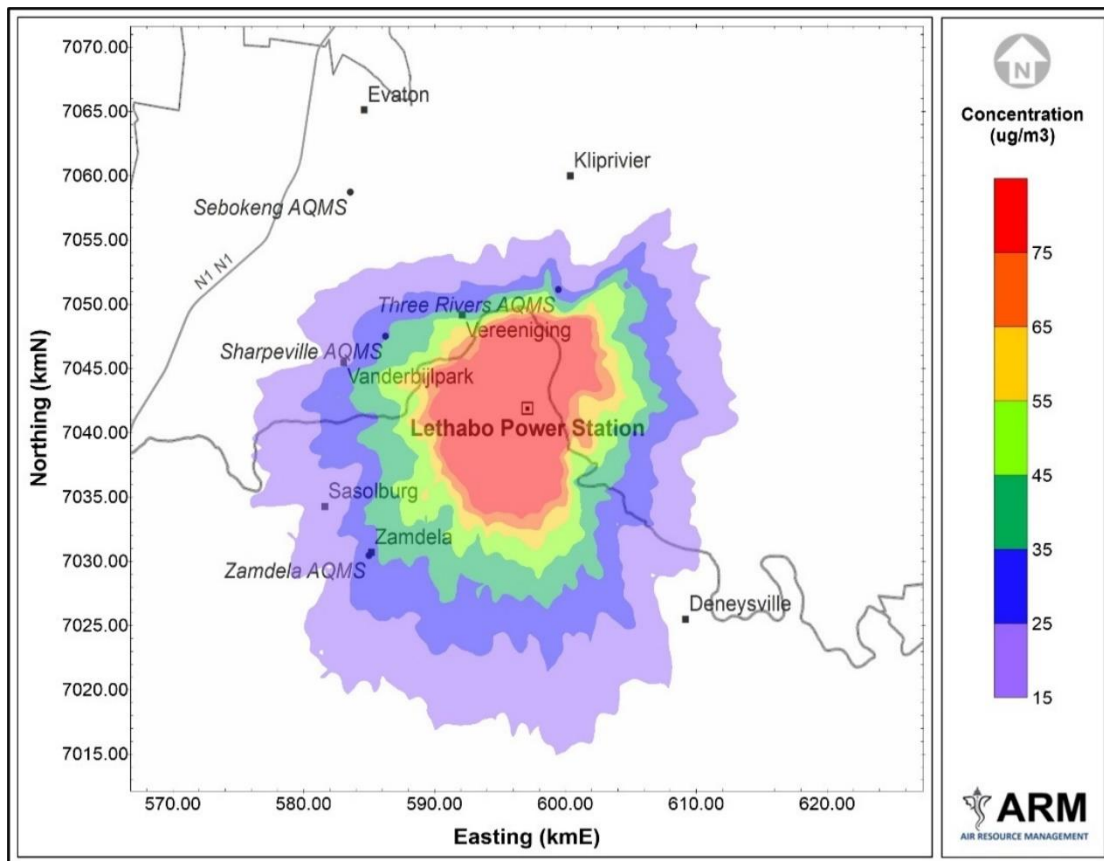 7070.00
7065.00
7060.00
7055.00
7050.00
7045.00
7040.00
7035.00
7030.00
7025.00
7020.00
7015.00
Northing (kmN)
570.00
580.00
590.00
600.00
610.00
620.00
Easting (kmE)
Evaton
Kliprivier
Sebokeng AQMS
N1 N1
Three Rivers AQMS
Vereeniging
Sharpeville AQMS
Vanderbijlpark
Lethabo Power Station
Sasolburg
Zamdela
Zamdela AQMS
Deneysville
N
Concentration
(ug/m3)
75
65
55
45
35
25
15
ARM
AIR RESOURCE MANAGEMENT